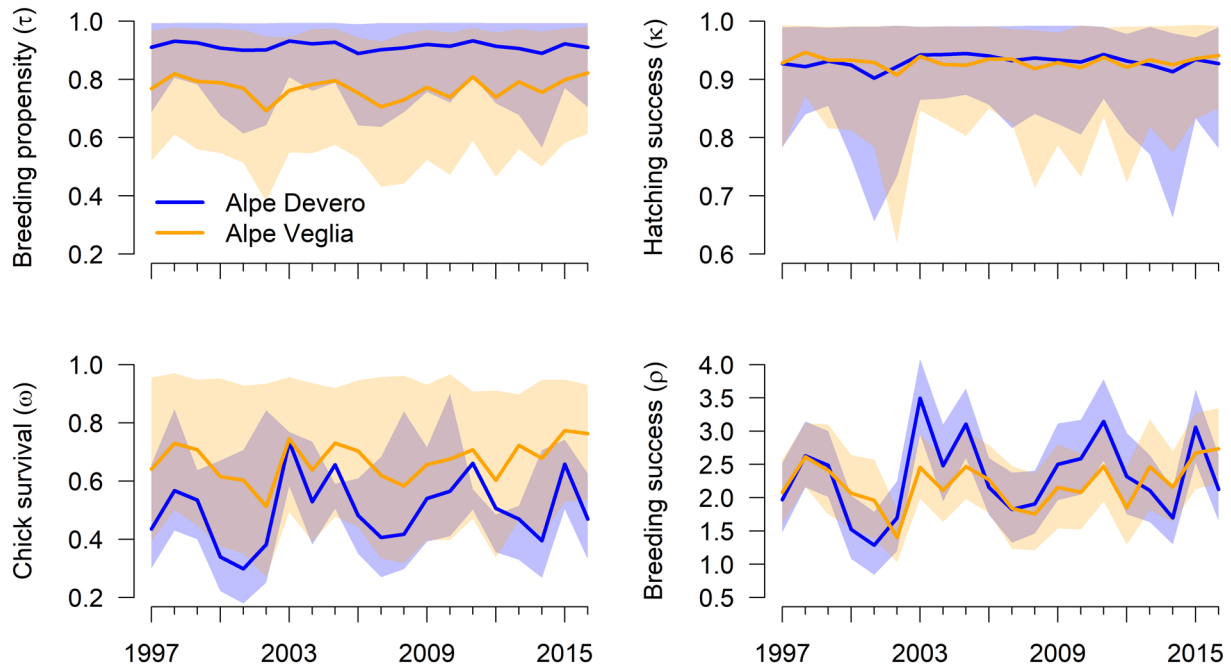 Breeding propensity (τ)
1.0
0.8
0.6
0.4
0.2
Alpe Devero
Alpe Veglia
Hatching success (κ)
1.0
0.9
0.8
0.7
0.6
Chick survival (ω)
1.0
0.8
0.6
0.4
0.2
1997 2003 2009 2015
Breeding success (ρ)
4.0
3.5
3.0
2.5
2.0
1.5
1.0
0.5
1997 2003 2009 2015